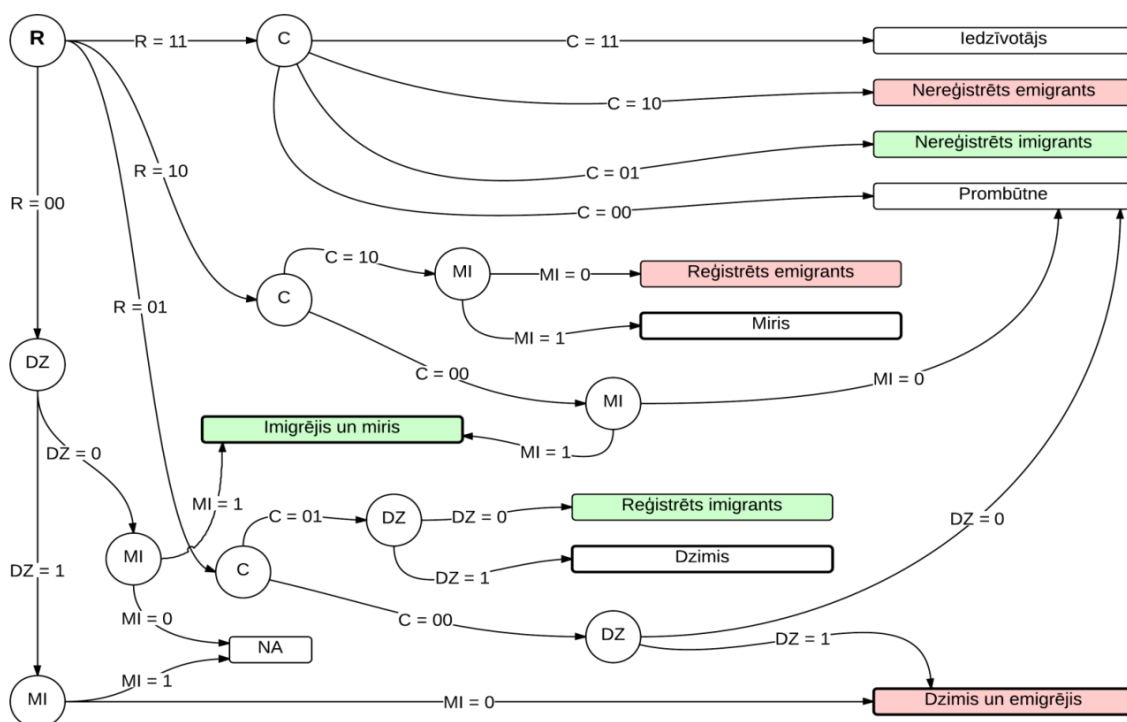 R
R = 11
C
C = 11
Iedzīvotājs
C = 10
Nereģistrēts emigrants
C = 01
Nereģistrēts imigrants
C = 00
Prombūtne
R = 10
R = 00
C = 10
MI
MI = 0
Reģistrēts emigrants
C
R = 01
MI = 1
Miris
DZ
C = 00
MI
MI = 0
Imigrējis un miris
MI = 1
DZ = 0
MI = 1
C = 01
DZ
DZ = 0
Reģistrēts imigrants
DZ = 0
MI
C
DZ = 1
Dzimis
DZ = 1
MI = 0
C = 00
DZ
DZ = 1
NA
MI = 1
MI
MI = 0
Dzimis un emigrējis